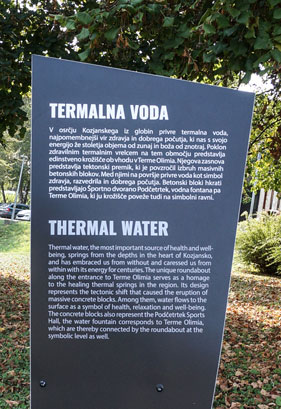 TERMALNA VODA
V osrčju Kozjanskega iz globin privre termalna voda,
najpomembnejši vir zdravja in dobrega počutja, ki nas s svojo
energijo že stoletja objema od zunaj in boža od znotraj. Poklon
zdravilnim termalnim vrelcem na tem območju predstavlja
edinstveno krožišče ob vhodu v Terme Olimia. Njegova zasnova
predstavlja tektonski premik, ki je povzročil izbruh masivnih
betonskih blokov. Med njimi na površje privre voda kot simbol
zdravja, razvedrila in dobrega počutja. Betonski bloki hkrati
predstavljajo Športno dvorano Podčetrtek, vodna fontana pa
Terme Olimia, ki ju krožišče poveže tudi na simbolni ravni.
THERMAL WATER
Thermal water, the most important source of health and well-
being, springs from the depths in the heart of Kozjansko,
and has embraced us from without and caressed us from
within with its energy for centuries. The unique roundabout
along the entrance to Terme Olimia serves as a homage
to the healing thermal springs in the region. Its design
represents the tectonic shift that caused the eruption of
massive concrete blocks. Among them, water flows to the
surface as a symbol of health, relaxation and well-being.
The concrete blocks also represent the Podčetrtek Sports
Hall, the water fountain corresponds to Terme Olimia,
which are thereby connected by the roundabout at the
symbolic level as well.